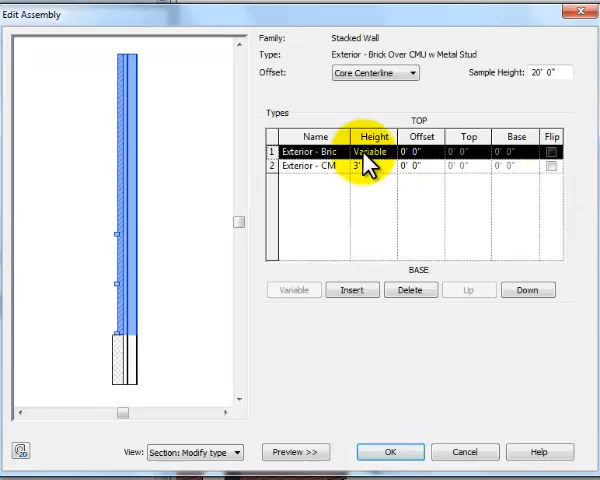 Edit Assembly
Family: Stacked Wall
Type: Exterior - Brick Over CMU w Metal Stud
Offset: Core Centerline Sample Height: 20' 0"
Types
TOP
Name Height Offset Top Base Flip
1 Exterior - Bric Variable 0' 0" 0' 0" 0' 0"
2 Exterior - CM 3' 0' 0" 0' 0" 0' 0"
BASE
Variable Insert Delete Up Down
2D View: Section: Modify type Preview >> OK Cancel Help